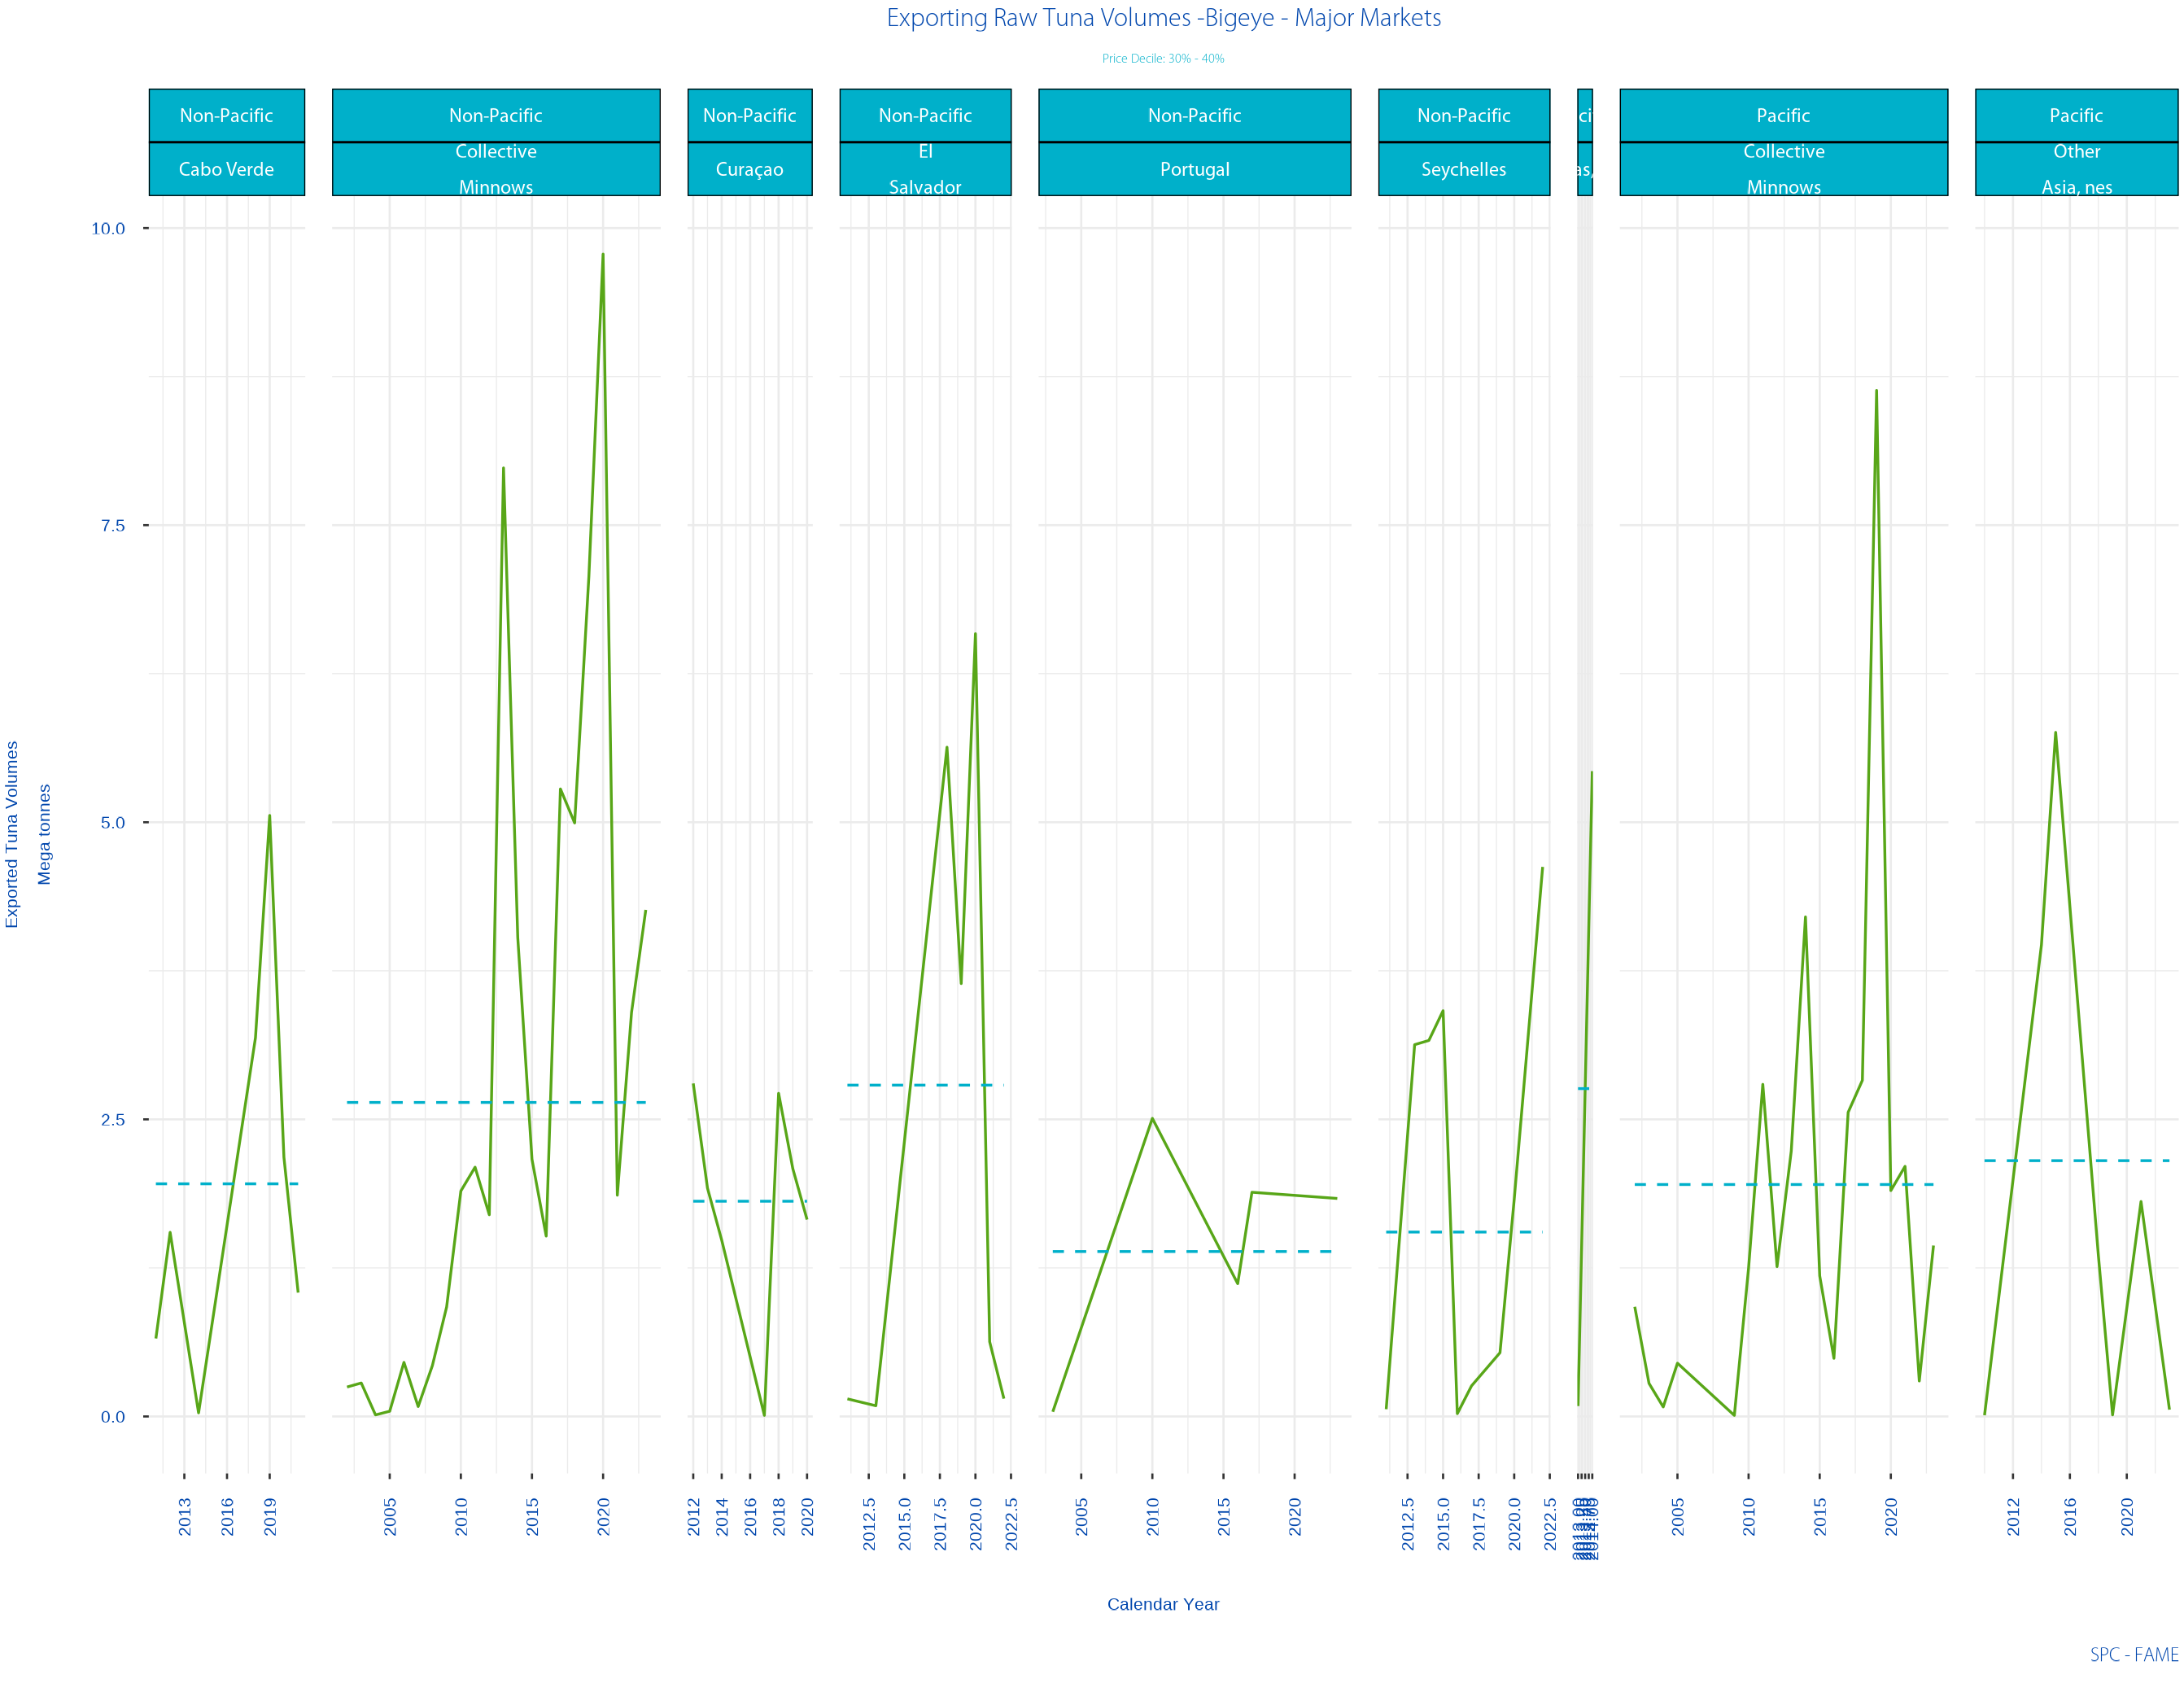 Exporting Raw Tuna Volumes -Bigeye - Major Markets
Price Decile: 30% - 40%
Non-Pacific
Cabo Verde
Non-Pacific
Collective
Minnows
Non-Pacific
Curaçao
Non-Pacific
El
Salvador
Non-Pacific
Portugal
Non-Pacific
Seychelles
Pacific
Collective
Minnows
Pacific
Other
Asia, nes
Exported Tuna Volumes
Mega tonnes
10.0
7.5
5.0
2.5
0.0
2013 2016 2019
2005 2010 2015 2020
2012 2014 2016 2018 2020
2012.5 2015.0 2017.5 2020.0 2022.5
2005 2010 2015 2020
2012.5 2015.0 2017.5 2020.0 2022.5
2005 2010 2015 2020
2012 2016 2020
Calendar Year
SPC - FAME